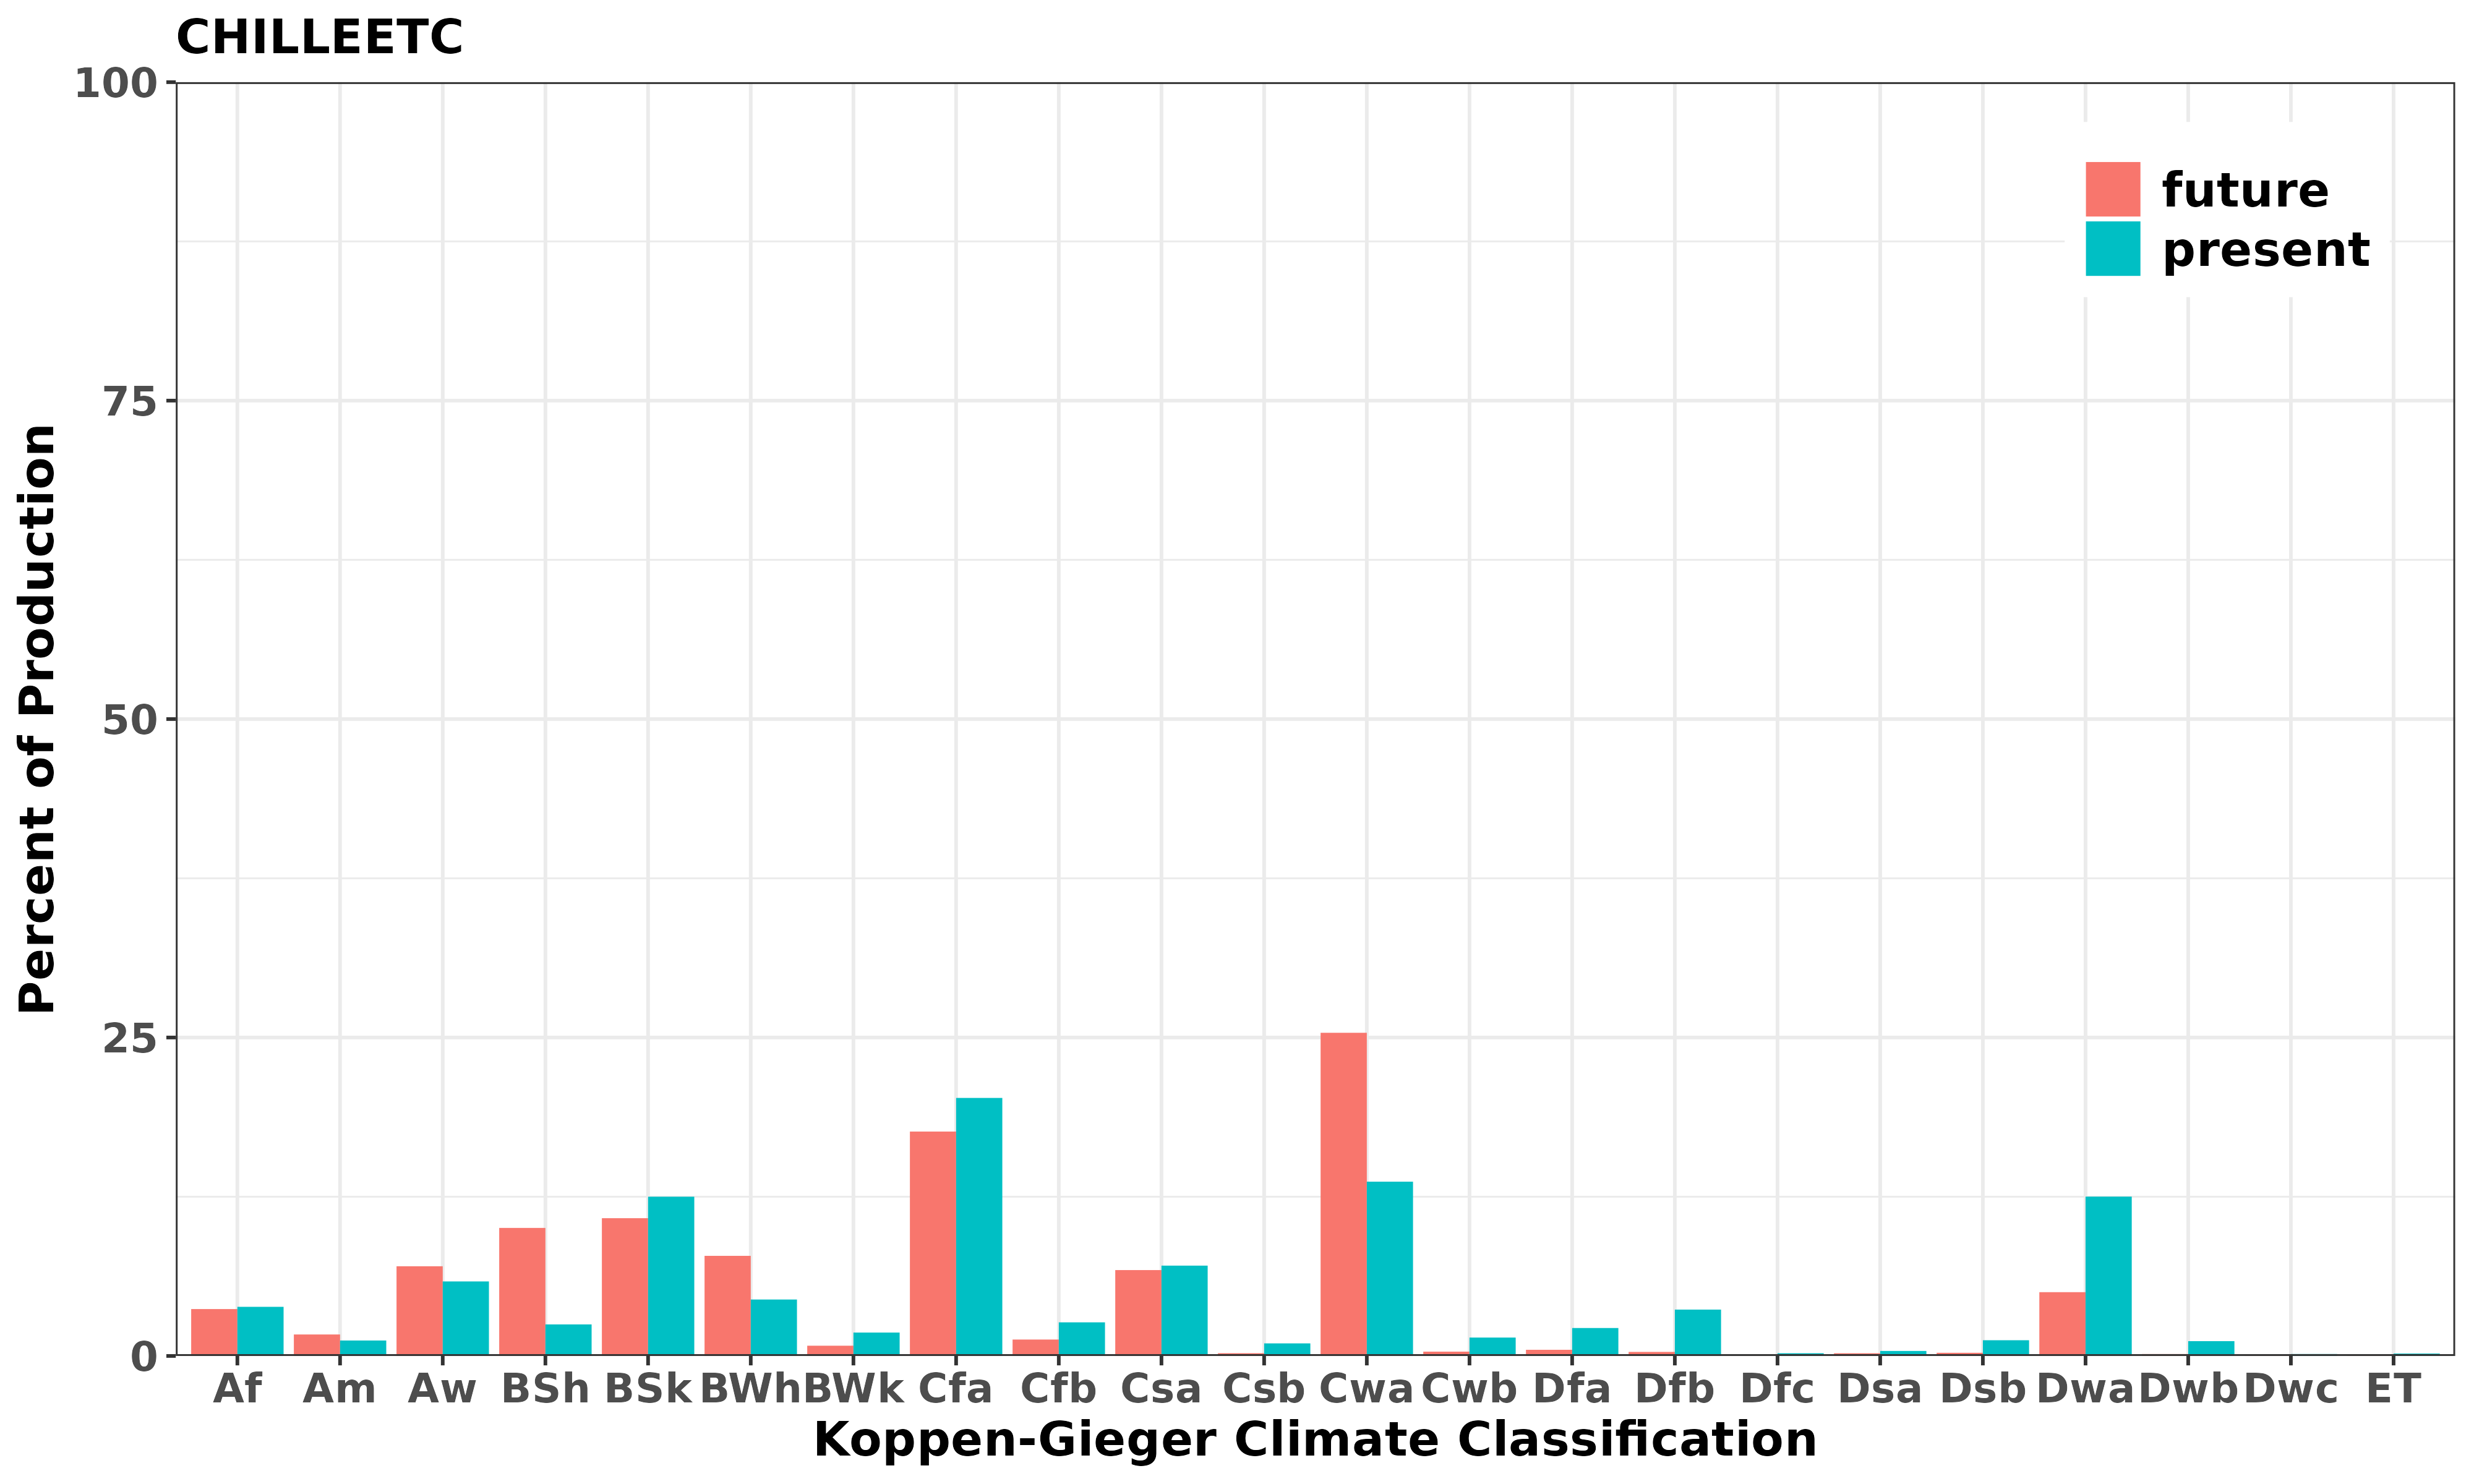 CHILLEETC
100
75
50
25
0
Percent of Production
future
present
Af Am Aw BSh BSk BWh BWk Cfa Cfb Csa Csb Cwa Cwb Dfa Dfb Dfc Dsa Dsb Dwa Dwb Dwc ET
Koppen-Gieger Climate Classification